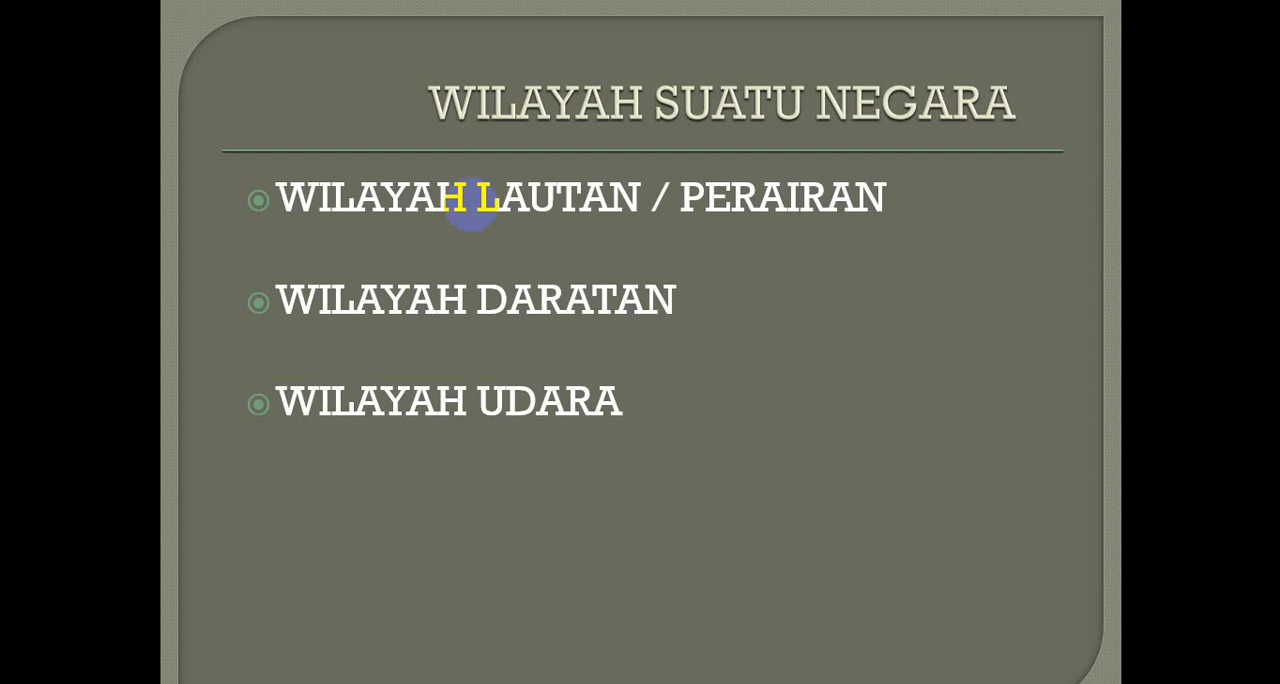 WILAYAH SUATU NEGARA
WILAYAH LAUTAN / PERAIRAN
WILAYAH DARATAN
WILAYAH UDARA